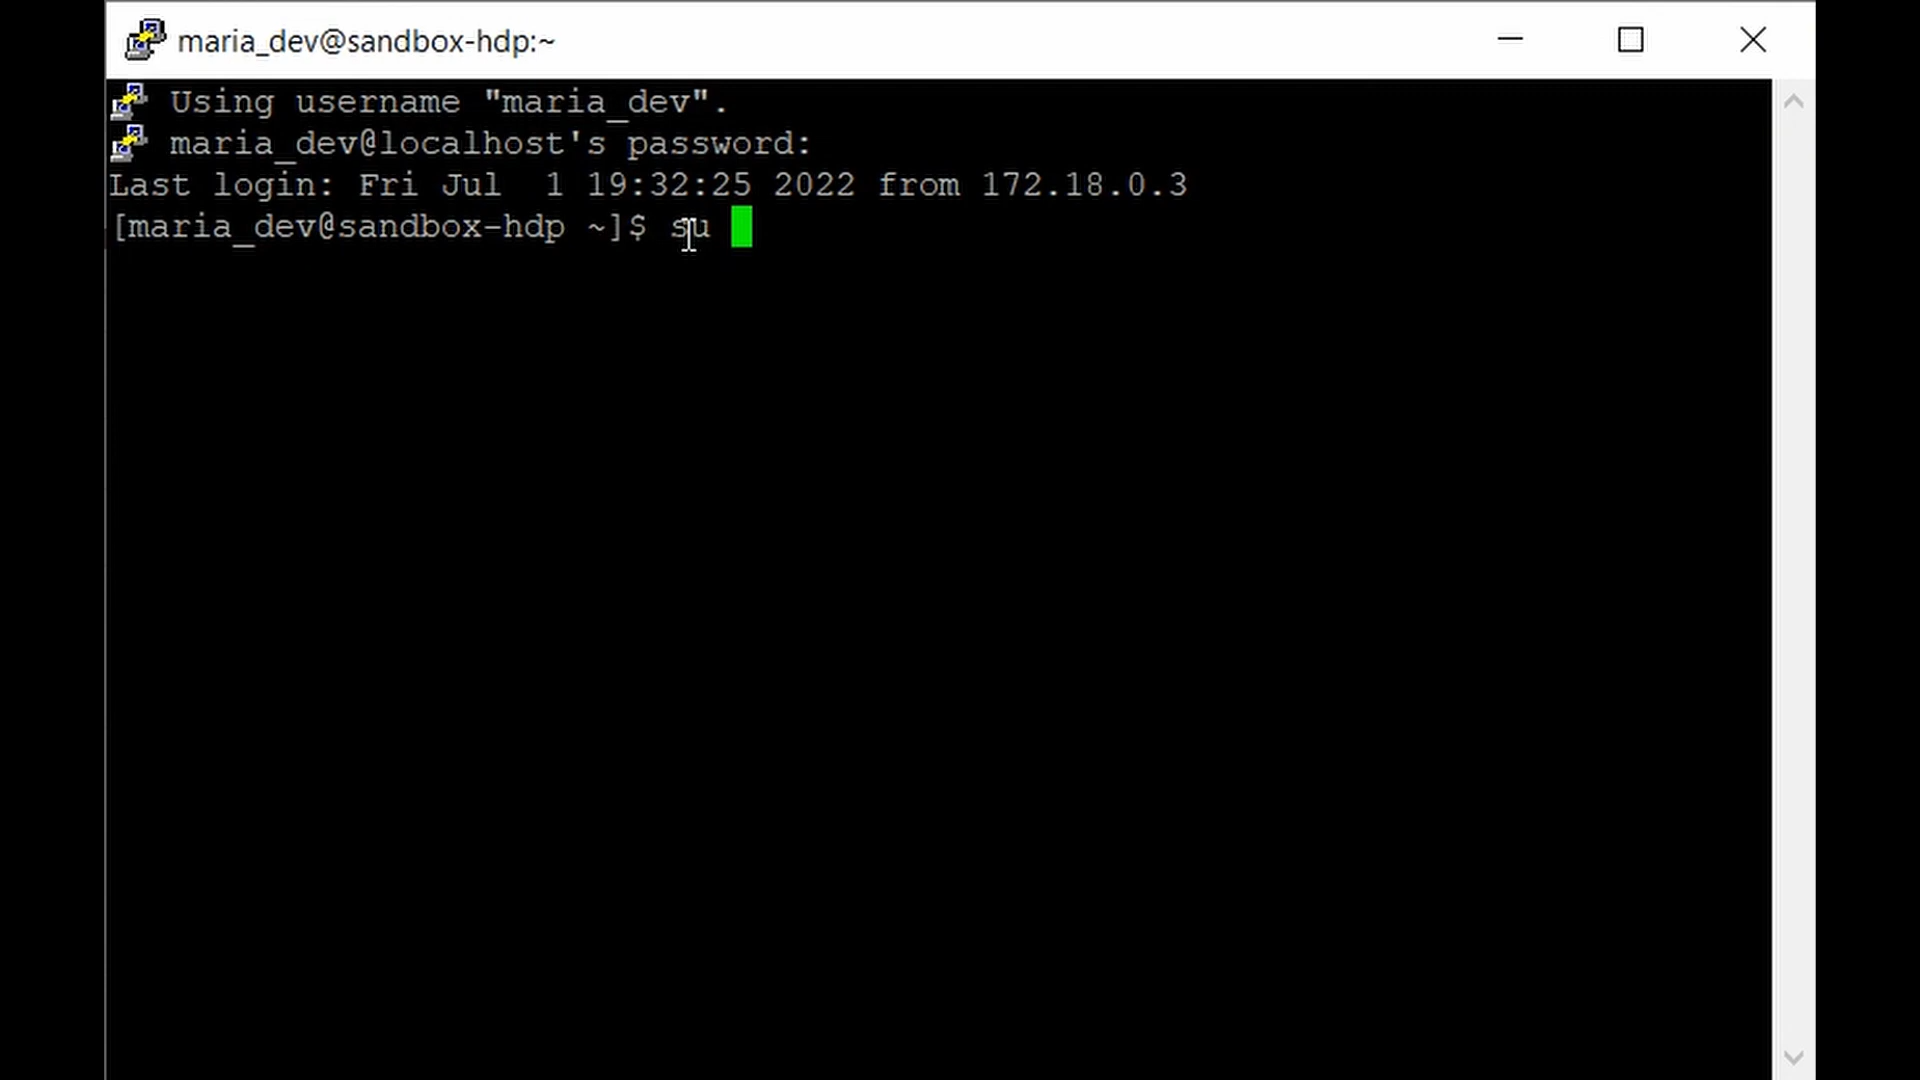 maria_dev@sandbox-hdp:~
Using username "maria_dev".
maria_dev@localhost's password:
Last login: Fri Jul  1 19:32:25 2022 from 172.18.0.3
[maria_dev@sandbox-hdp ~]$ su